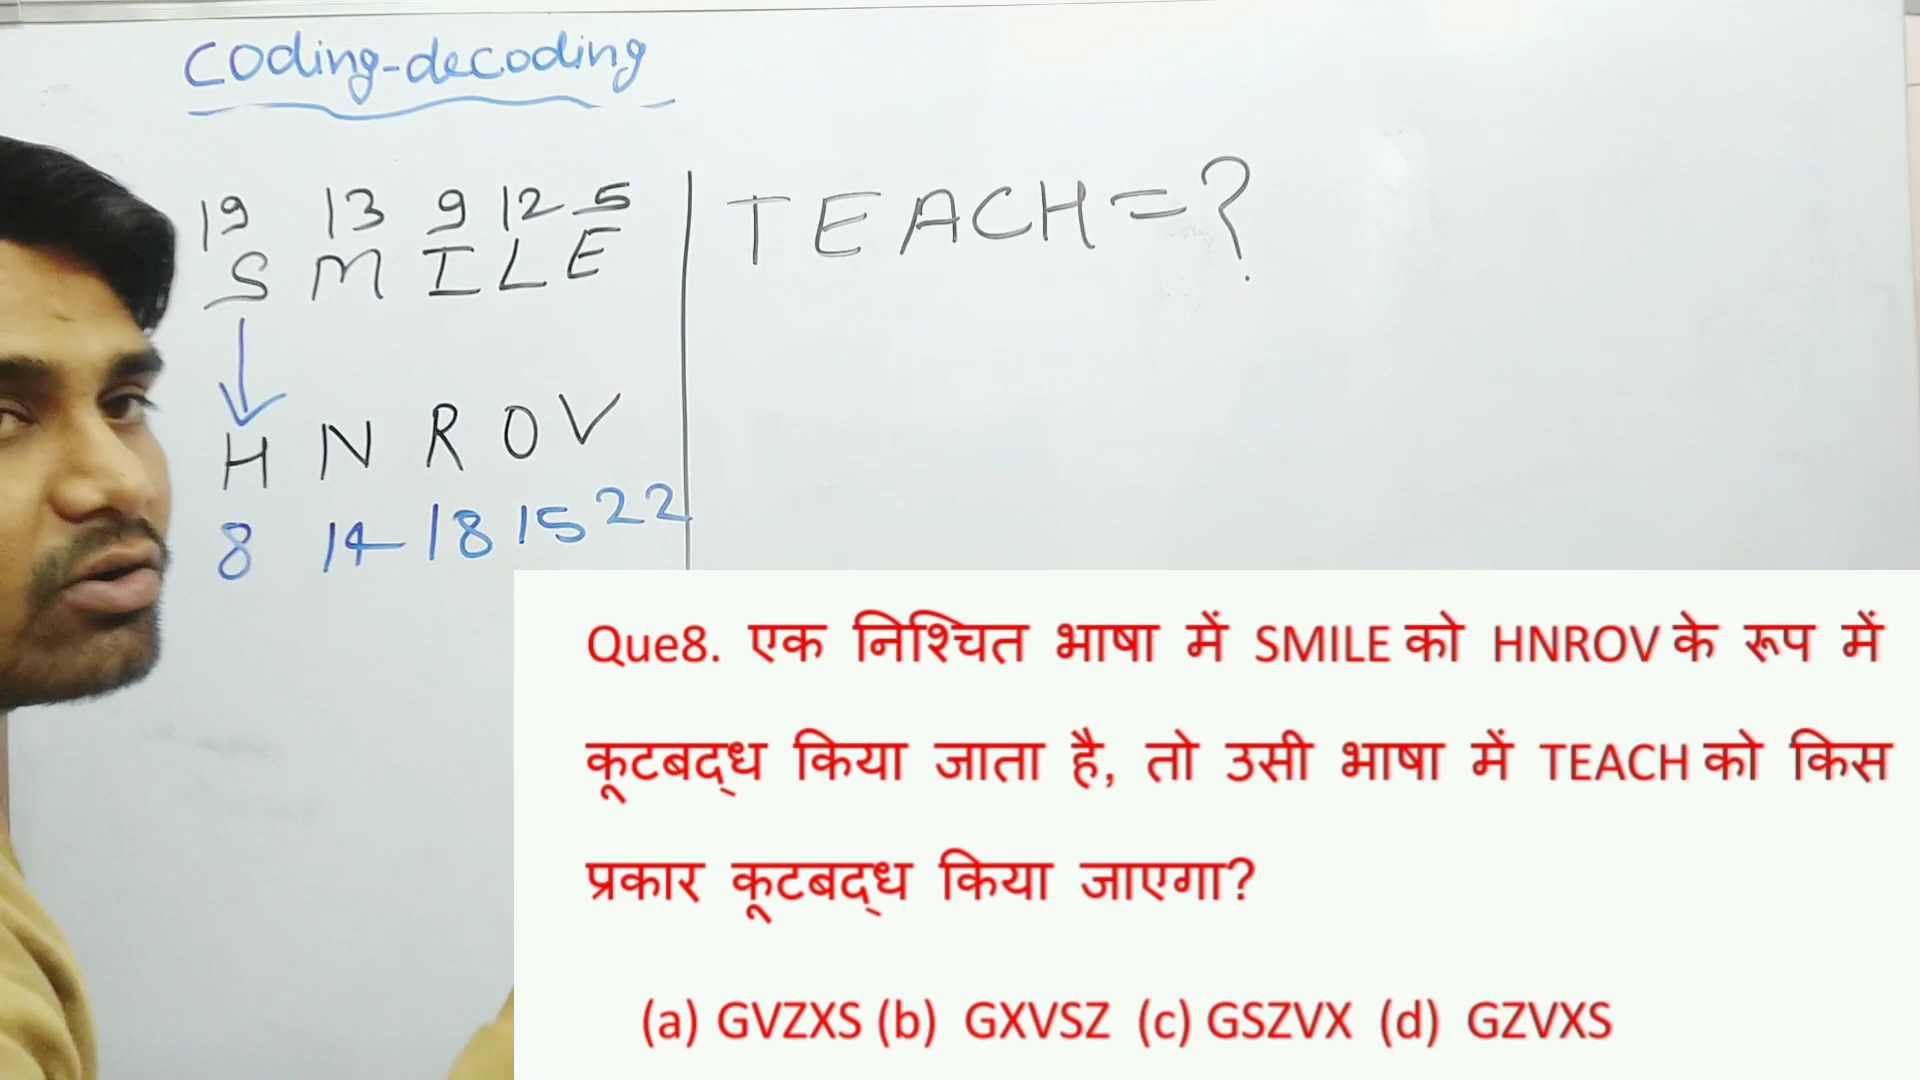 Coding-decoding
19 13 9 12 5
S M I L E
TEACH=?
H N R O V
8 14 18 15 22
Que8. एक निश्चित भाषा में SMILE को HNROV के रूप में
कूटबद्ध किया जाता है, तो उसी भाषा में TEACH को किस
प्रकार कूटबद्ध किया जाएगा?
(a) GVZXS (b) GXVSZ (c) GSZVX (d) GZVXS